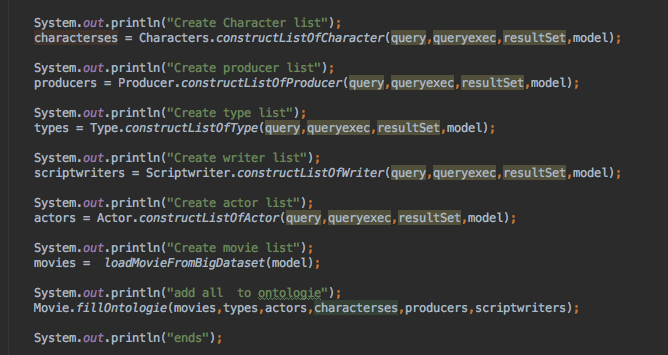 System.out.println("Create Character list");
characterses = Characters.constructListOfCharacter(query,queryexec,resultSet,model);
System.out.println("Create producer list");
producers = Producer.constructListOfProducer(query,queryexec,resultSet,model);
System.out.println("Create type list");
types = Type.constructListOfType(query,queryexec,resultSet,model);
System.out.println("Create writer list");
scriptwriters = Scriptwriter.constructListOfWriter(query,queryexec,resultSet,model);
System.out.println("Create actor list");
actors = Actor.constructListOfActor(query,queryexec,resultSet,model);
System.out.println("Create movie list");
movies =  loadMovieFromBigDataset(model);
System.out.println("add all  to ontologie");
Movie.fillOntologie(movies,types,actors,characterses,producers,scriptwriters);
System.out.println("ends");